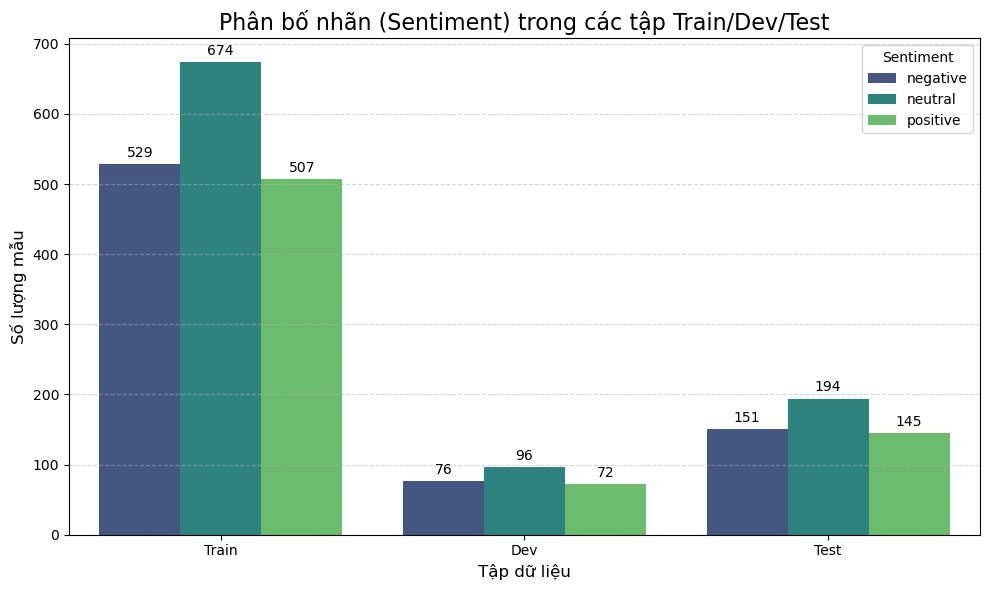 Phân bố nhãn (Sentiment) trong các tập Train/Dev/Test
Số lượng mẫu
700
600
500
400
300
200
100
0
529
674
507
76
96
72
151
194
145
Sentiment
negative
neutral
positive
Train
Dev
Test
Tập dữ liệu